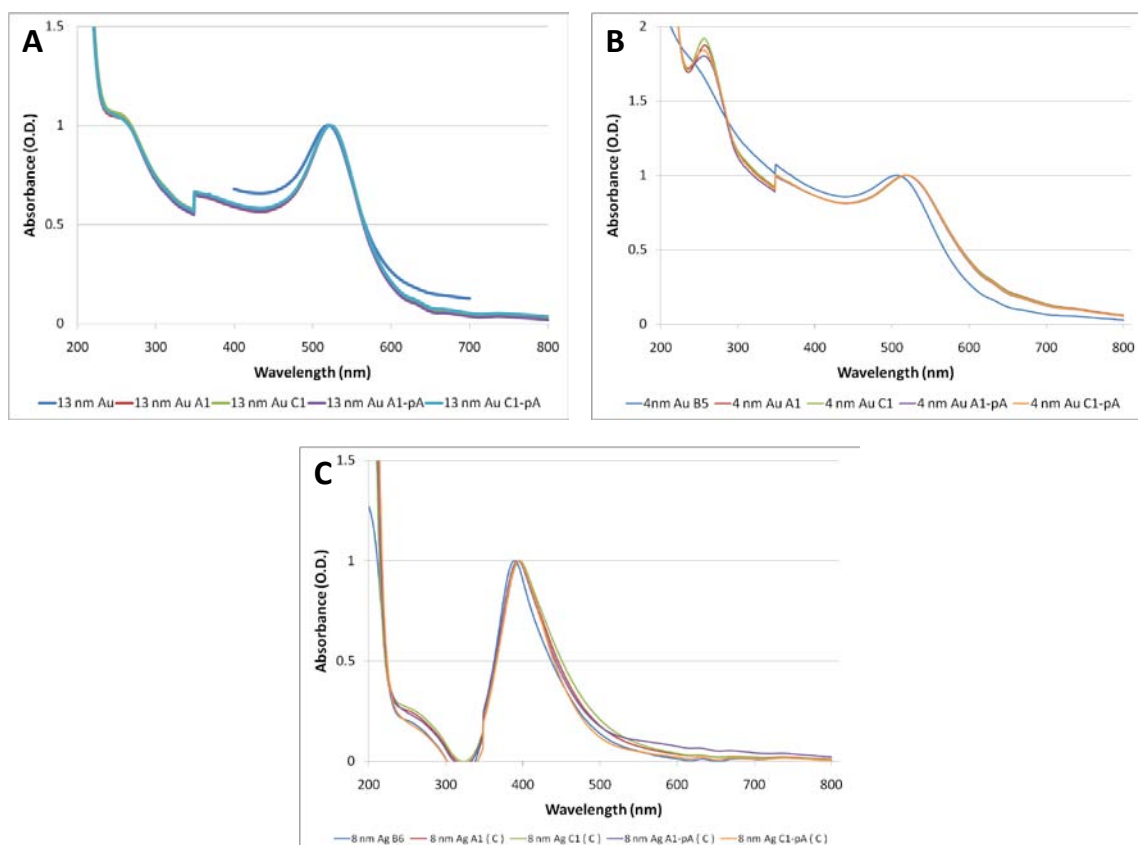 A
Absorbance (O.D.)
1.5
1
0.5
0
200 300 400 500 600 700 800
Wavelength (nm)
13 nm Au 13 nm Au A1 13 nm Au C1 13 nm Au A1-pA 13 nm Au C1-pA
B
Absorbance (O.D.)
2
1.5
1
0.5
0
200 300 400 500 600 700 800
Wavelength (nm)
4nm Au B5 4 nm Au A1 4 nm Au C1 4 nm Au A1-pA 4 nm Au C1-pA
C
Absorbance (O.D.)
1.5
1
0.5
0
200 300 400 500 600 700 800
Wavelength (nm)
8 nm Ag B6 8 nm Ag A1 ( C ) 8 nm Ag C1 ( C ) 8 nm Ag A1-pA ( C ) 8 nm Ag C1-pA ( C )